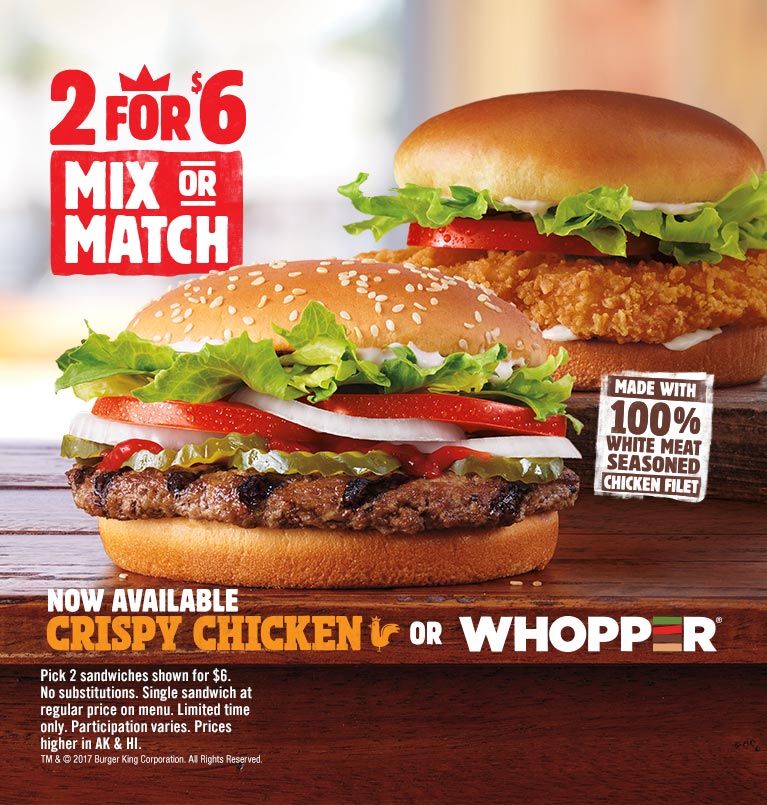 2 FOR $6
MIX OR
MATCH
MADE WITH
100%
WHITE MEAT
SEASONED
CHICKEN FILET
NOW AVAILABLE
CRISPY CHICKEN OR WHOPPER®
Pick 2 sandwiches shown for $6.
No substitutions. Single sandwich at
regular price on menu. Limited time
only. Participation varies. Prices
higher in AK & HI.
TM & © 2017 Burger King Corporation. All Rights Reserved.